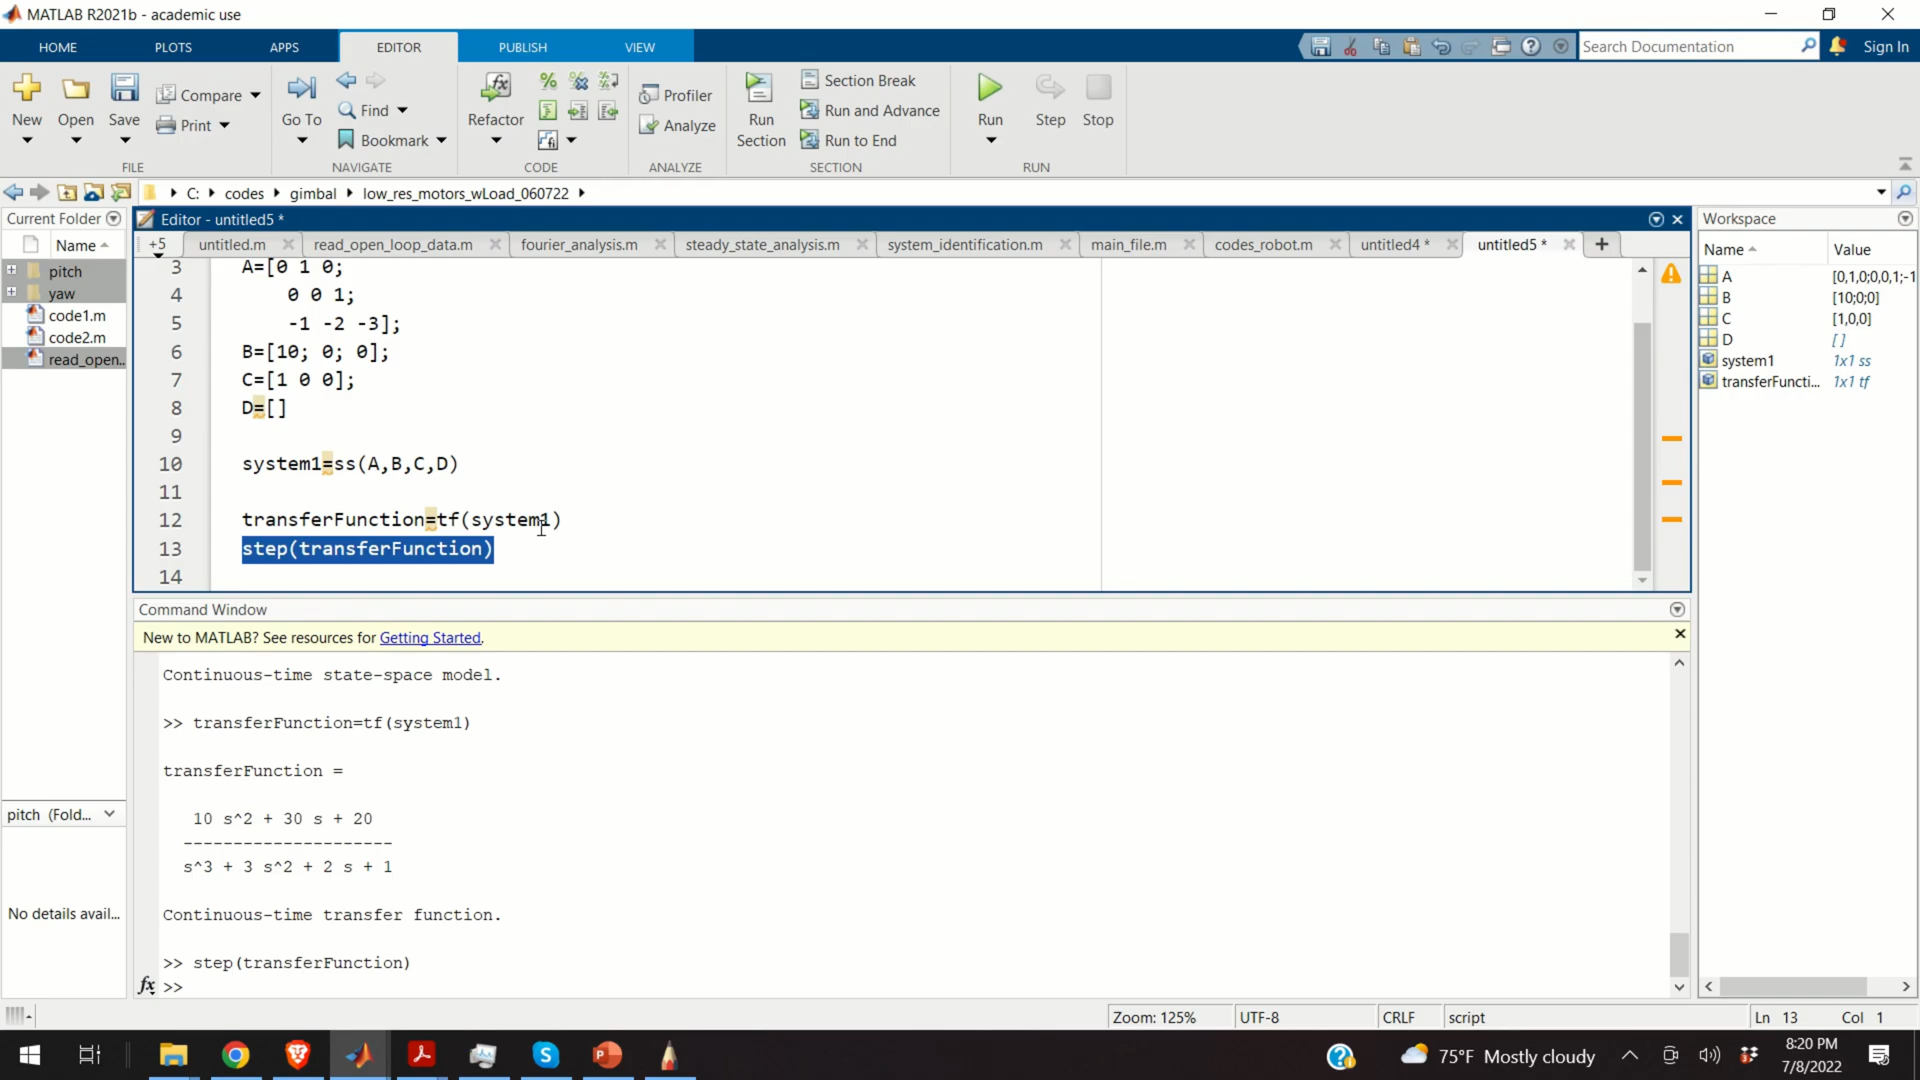 MATLAB R2021b - academic use
HOME PLOTS APPS EDITOR PUBLISH VIEW
Search Documentation
Sign In
New
Open
Save
Compare
Print
FILE
Go To
Find
Bookmark
NAVIGATE
Refactor
CODE
Profiler
Analyze
ANALYZE
Run
Section
Section Break
Run and Advance
Run to End
SECTION
Run
Step
Stop
RUN
C: codes gimbal low_res_motors_wLoad_060722
Current Folder
Name
pitch
yaw
code1.m
code2.m
read_open..
pitch (Fold...
No details avail...
Editor - untitled5 *
+5 untitled.m read_open_loop_data.m fourier_analysis.m steady_state_analysis.m system_identification.m main_file.m codes_robot.m untitled4 * untitled5 * +
3 A=[0 1 0;
4 0 0 1;
5 -1 -2 -3];
6 B=[10; 0; 0];
7 C=[1 0 0];
8 D=[]
9
10 system1=ss(A,B,C,D)
11
12 transferFunction=tf(system1)
13 step(transferFunction)
14
Command Window
New to MATLAB? See resources for Getting Started.
Continuous-time state-space model.
>> transferFunction=tf(system1)
transferFunction =
10 s^2 + 30 s + 20
---------------------
s^3 + 3 s^2 + 2 s + 1
Continuous-time transfer function.
>> step(transferFunction)
fx >>
Workspace
Name Value
A [0,1,0;0,0,1;-1
B [10;0;0]
C [1,0,0]
D []
system1 1x1 ss
transferFuncti... 1x1 tf
Zoom: 125% UTF-8 CRLF script Ln 13 Col 1
75°F Mostly cloudy
8:20 PM
7/8/2022